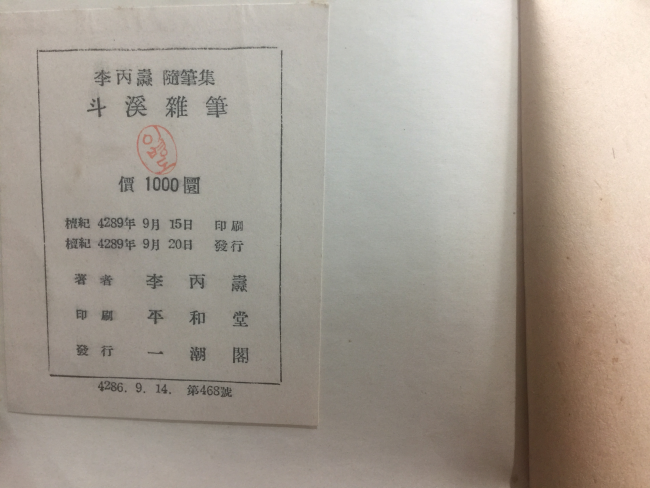 李丙燾 隨筆集
斗溪雜筆
價 1000圜
檀紀 4289年 9月 15日 印刷
檀紀 4289年 9月 20日 發行
著者 李丙燾
印刷 平和堂
發行 一潮閣
4286. 9. 14. 第468號